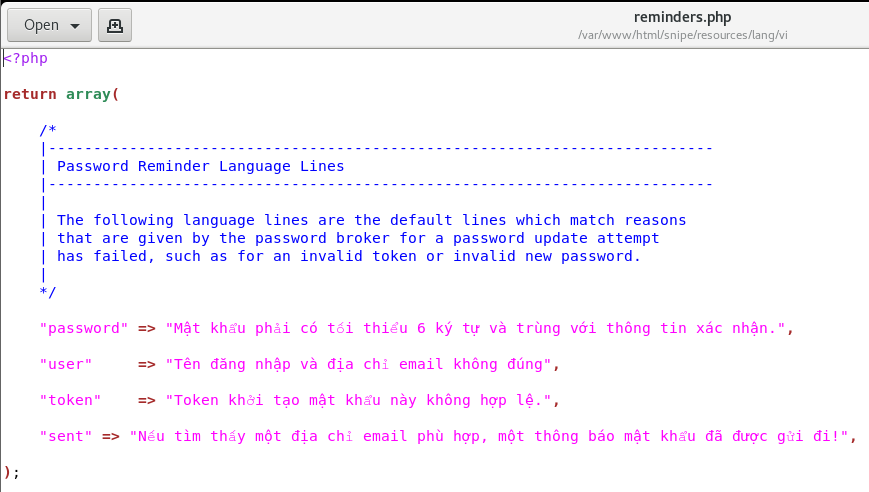 Open
reminders.php
/var/www/html/snipe/resources/lang/vi
<?php
return array(
/*
|--------------------------------------------------------------------------
| Password Reminder Language Lines
|--------------------------------------------------------------------------
|
| The following language lines are the default lines which match reasons
| that are given by the password broker for a password update attempt
| has failed, such as for an invalid token or invalid new password.
|
*/
"password" => "Mật khẩu phải có tối thiểu 6 ký tự và trùng với thông tin xác nhận.",
"user"     => "Tên đăng nhập và địa chỉ email không đúng",
"token"    => "Token khởi tạo mật khẩu này không hợp lệ.",
"sent" => "Nếu tìm thấy một địa chỉ email phù hợp, một thông báo mật khẩu đã được gửi đi!",
);